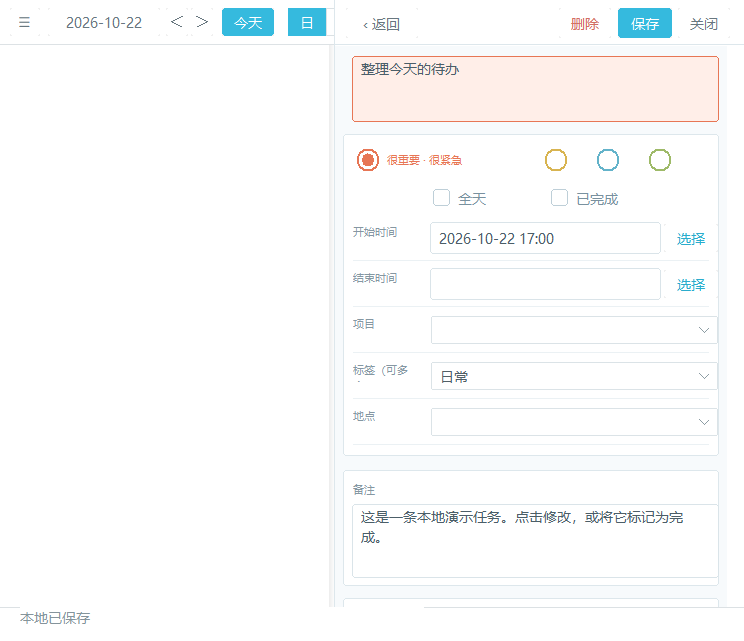 ☰ 2026-10-22 < > 今天 日
‹ 返回 删除 保存 关闭
整理今天的待办
很重要 · 很紧急
全天 已完成
开始时间 2026-10-22 17:00 选择
结束时间 选择
项目
标签（可多 日常
地点
备注
这是一条本地演示任务。点击修改，或将它标记为完
成。
本地已保存